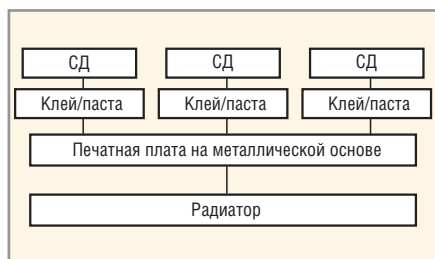 СД СД СД
Клей/паста Клей/паста Клей/паста
Печатная плата на металлической основе
Радиатор